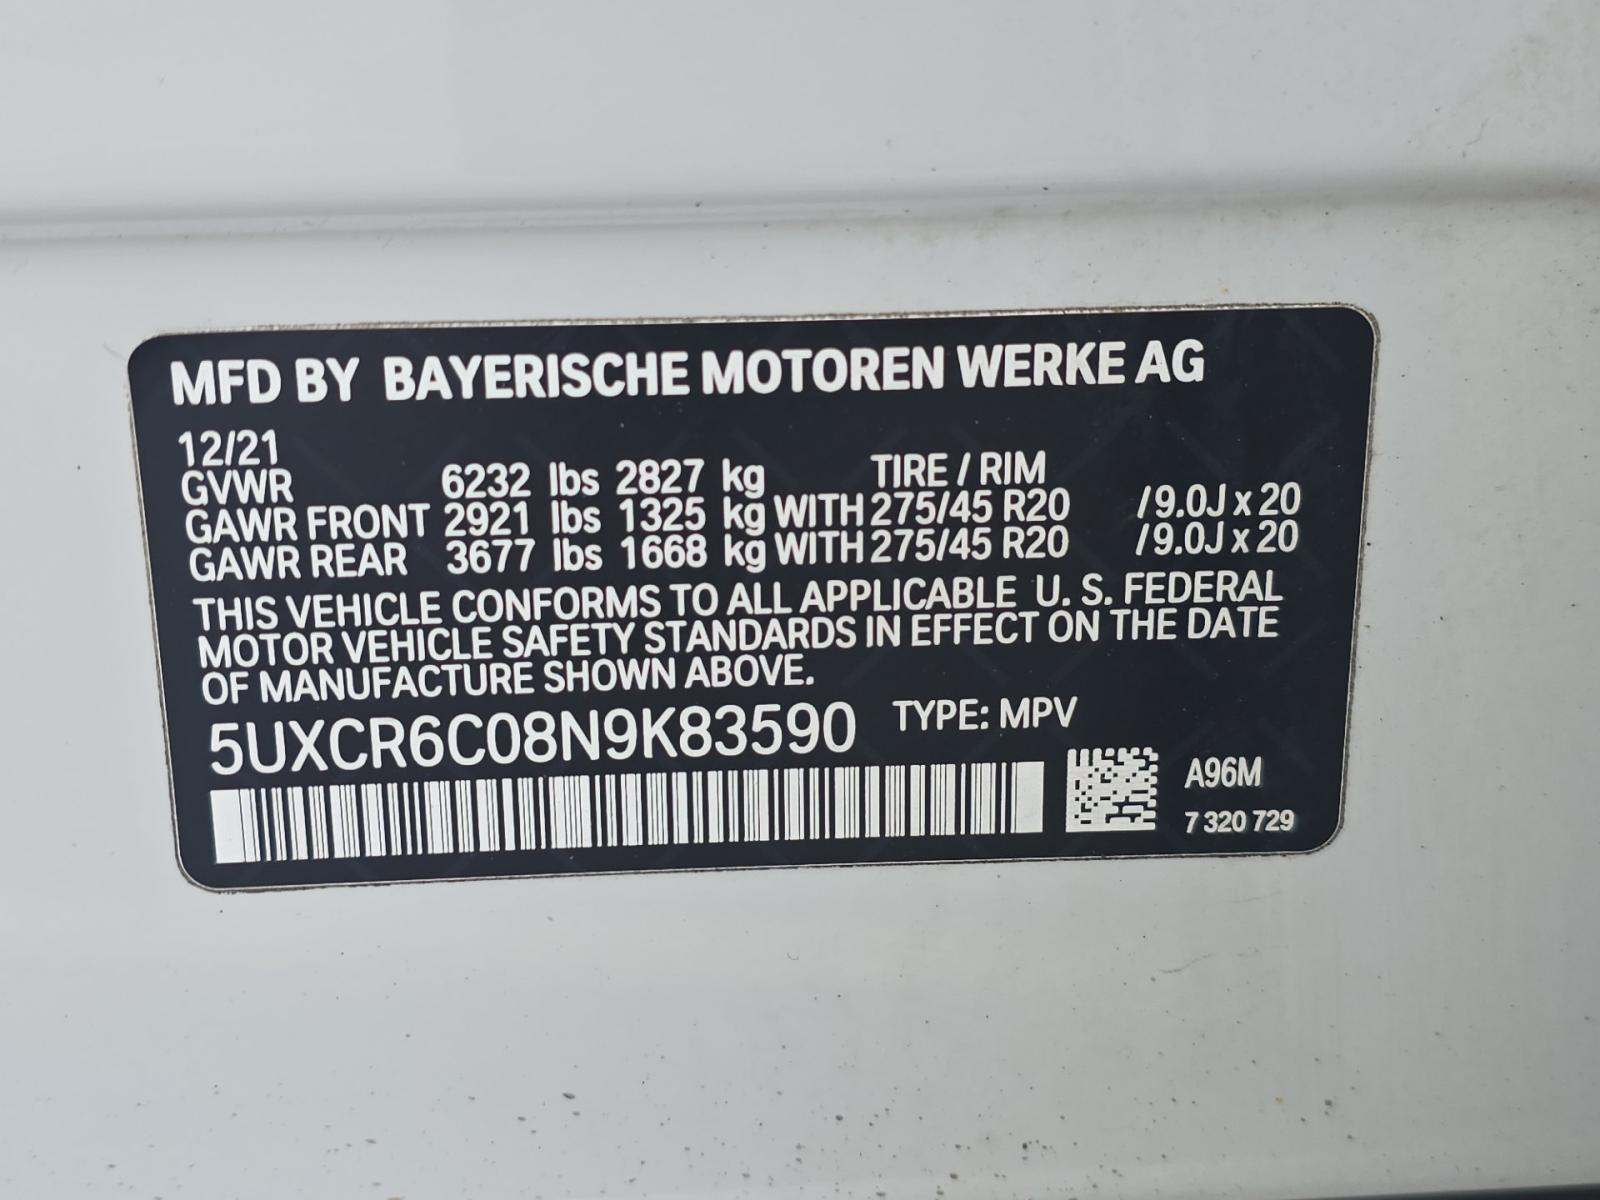 MFD BY BAYERISCHE MOTOREN WERKE AG
12/21
GVWR 6232 lbs 2827 kg TIRE / RIM
GAWR FRONT 2921 lbs 1325 kg WITH 275/45 R20 / 9.0J x 20
GAWR REAR 3677 lbs 1668 kg WITH 275/45 R20 / 9.0J x 20
THIS VEHICLE CONFORMS TO ALL APPLICABLE U. S. FEDERAL
MOTOR VEHICLE SAFETY STANDARDS IN EFFECT ON THE DATE
OF MANUFACTURE SHOWN ABOVE.
5UXCR6C08N9K83590 TYPE: MPV
A96M
7 320 729